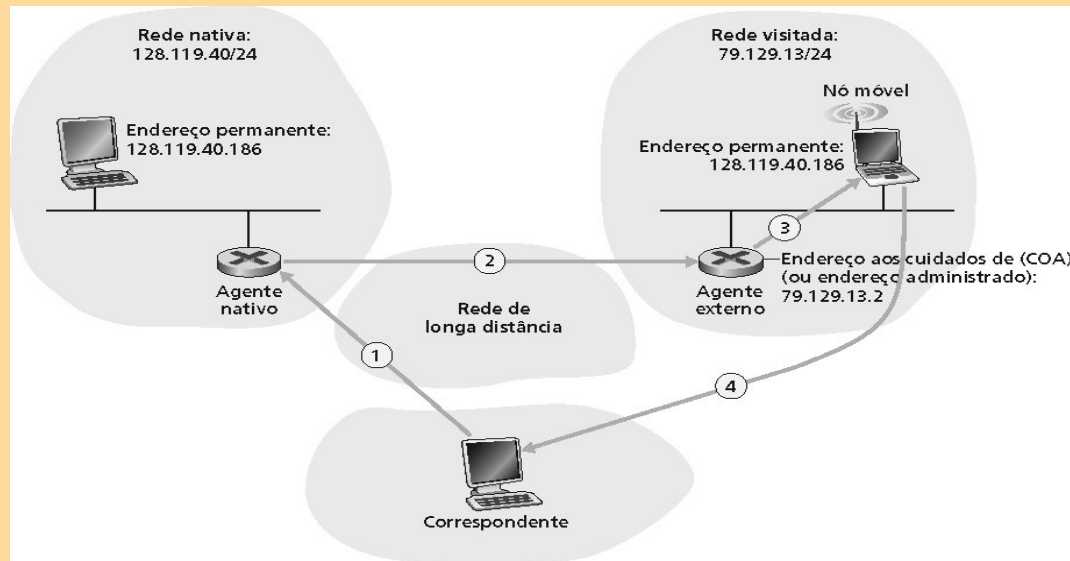 Rede nativa:
128.119.40/24
Endereço permanente:
128.119.40.186
Agente
nativo
Rede visitada:
79.129.13/24
Nó móvel
Endereço permanente:
128.119.40.186
3
Endereço aos cuidados de (COA)
(ou endereço administrado):
79.129.13.2
Agente
externo
2
Rede de
longa distância
1
4
Correspondente